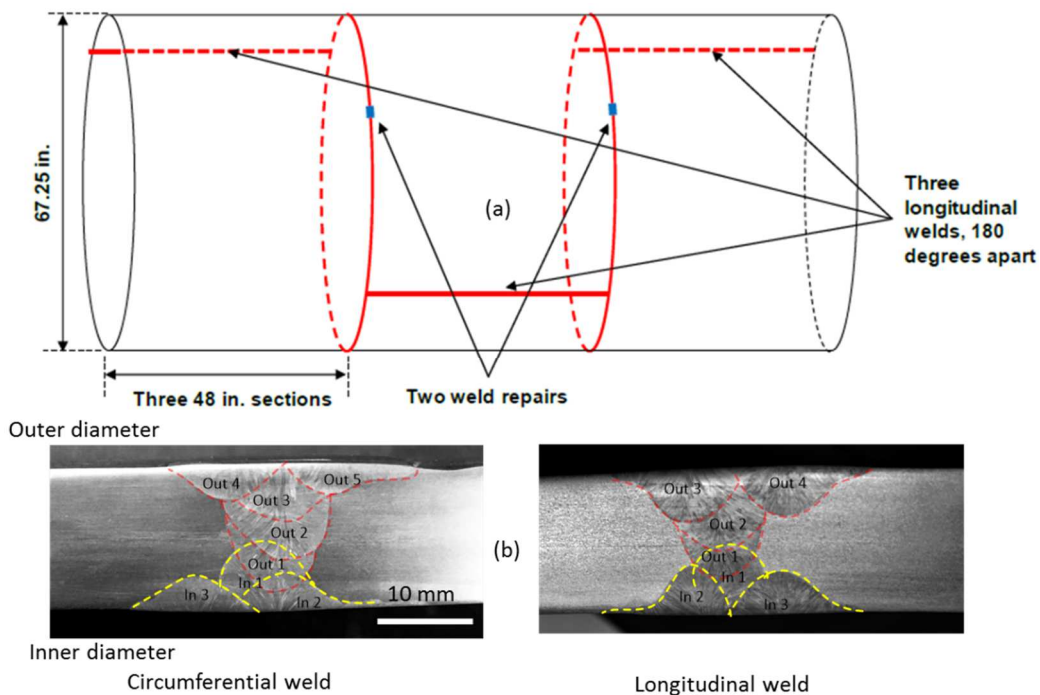 67.25 in.
(a)
Three
longitudinal
welds, 180
degrees apart
Three 48 in. sections
Two weld repairs
Outer diameter
Out 4
Out 5
Out 3
Out 2
Out 1
In 1
In 3
In 2
10 mm
(b)
Out 3
Out 4
Out 2
Out 1
In 1
In 2
In 3
Inner diameter
Circumferential weld
Longitudinal weld